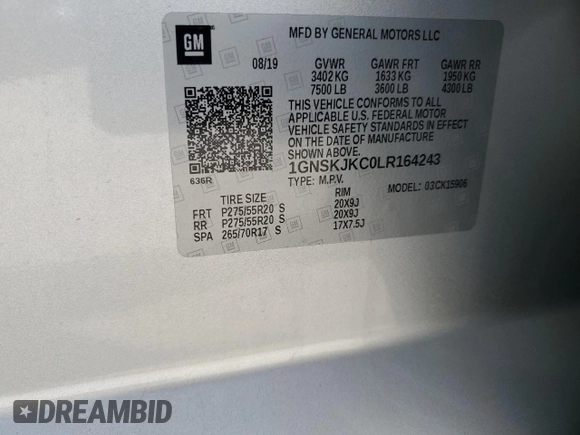 GM
MFD BY GENERAL MOTORS LLC
08/19 GVWR GAWR FRT GAWR RR
3402 KG 1633 KG 1950 KG
7500 LB 3600 LB 4300 LB
THIS VEHICLE CONFORMS TO ALL
APPLICABLE U.S. FEDERAL MOTOR
VEHICLE SAFETY STANDARDS IN EFFECT
ON THE DATE OF MANUFACTURE
SHOWN ABOVE.
1GNSKJKC0LR164243
TYPE: M.P.V. MODEL: 03CK15906
636R
TIRE SIZE RIM
FRT P275/55R20 S 20X9J
RR P275/55R20 S 20X9J
SPA 265/70R17 S 17X7.5J
DREAMBID